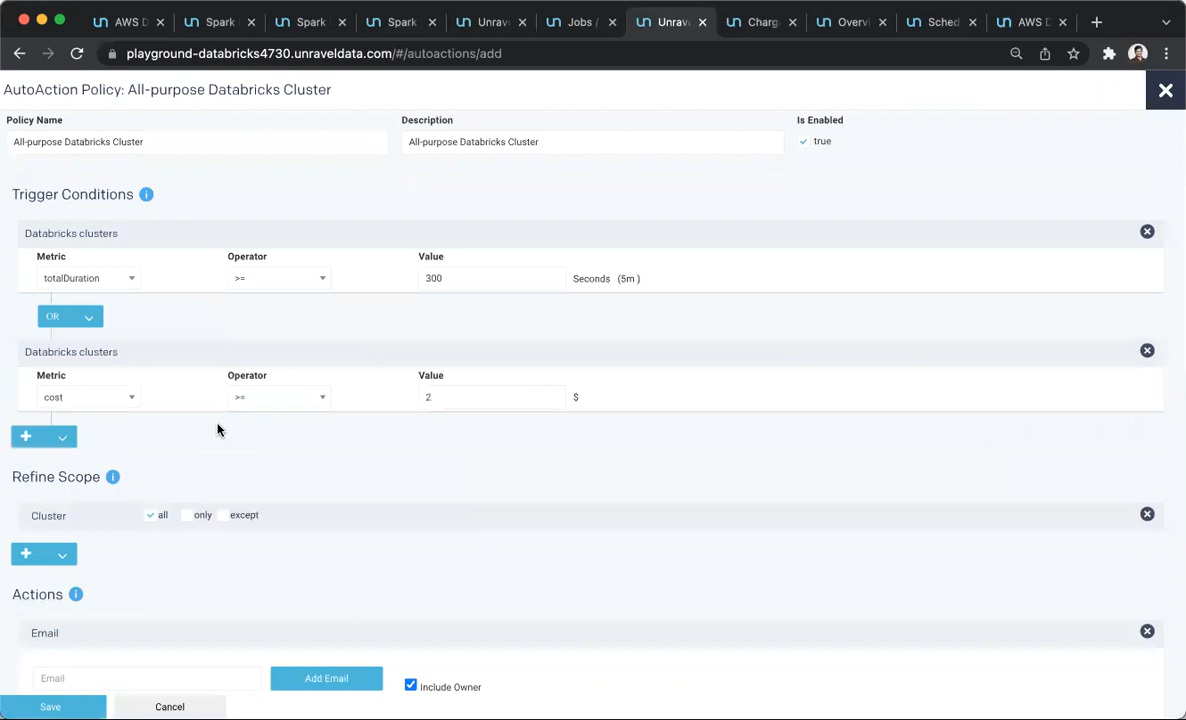 AWS D
Spark
Spark
Spark
Unrav
Jobs /
Unrav
Charg
Overvi
Sched
AWS D
playground-databricks4730.unraveldata.com/#/autoactions/add
AutoAction Policy: All-purpose Databricks Cluster
Policy Name
Description
Is Enabled
All-purpose Databricks Cluster
All-purpose Databricks Cluster
true
Trigger Conditions
Databricks clusters
Metric
Operator
Value
totalDuration
>=
300
Seconds (5m )
OR
Databricks clusters
Metric
Operator
Value
cost
>=
2
$
Refine Scope
Cluster
all
only
except
Actions
Email
Email
Add Email
Include Owner
Save
Cancel